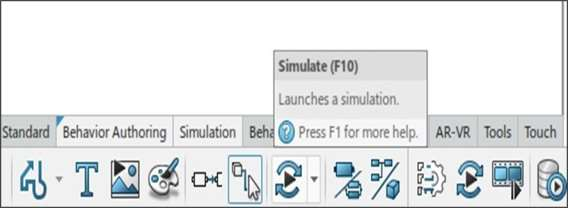 Simulate (F10)
Launches a simulation.
Press F1 for more help.
Standard Behavior Authoring Simulation Beha AR-VR Tools Touch